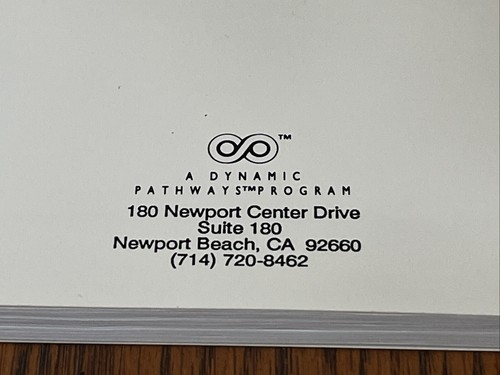 ™
A DYNAMIC
PATHWAYS™PROGRAM
180 Newport Center Drive
Suite 180
Newport Beach, CA 92660
(714) 720-8462